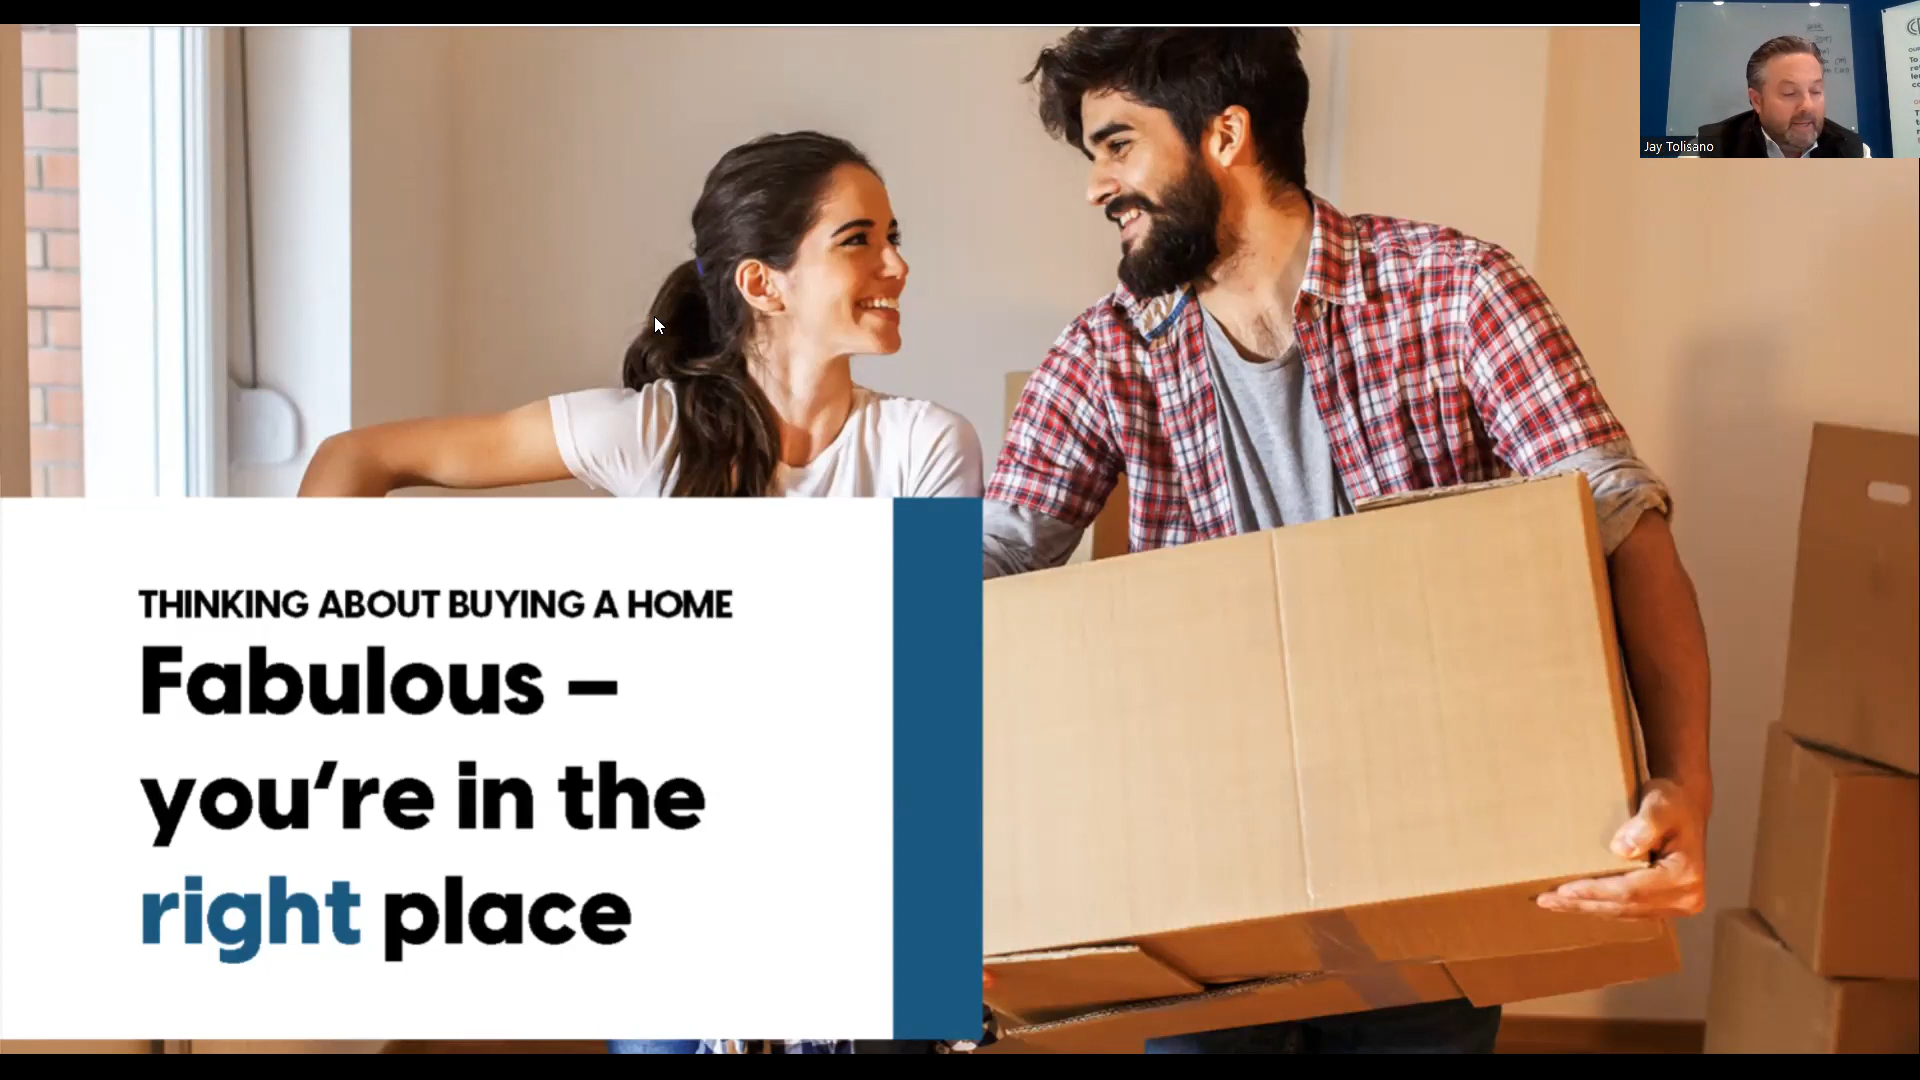 THINKING ABOUT BUYING A HOME
Fabulous –
you’re in the
right place
Jay Tolisano